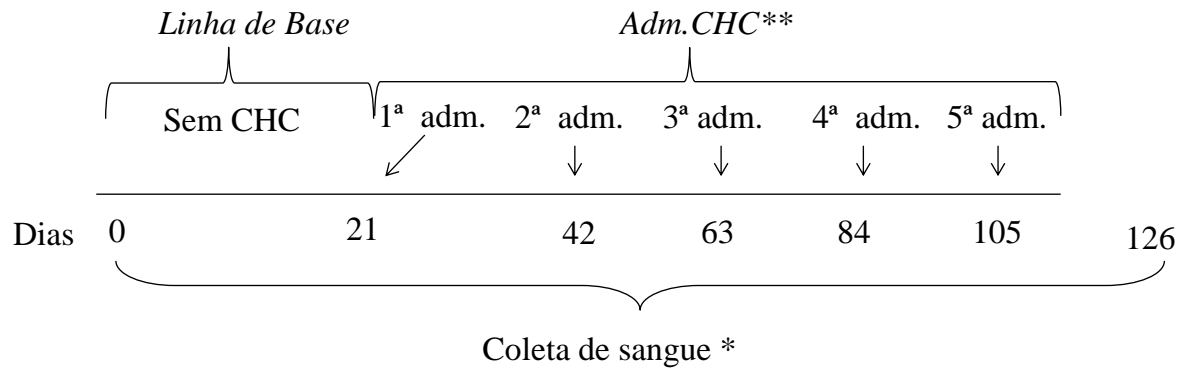 Linha de Base Adm.CHC**
Sem CHC 1ª adm. 2ª adm. 3ª adm. 4ª adm. 5ª adm.
Dias 0 21 42 63 84 105 126
Coleta de sangue *